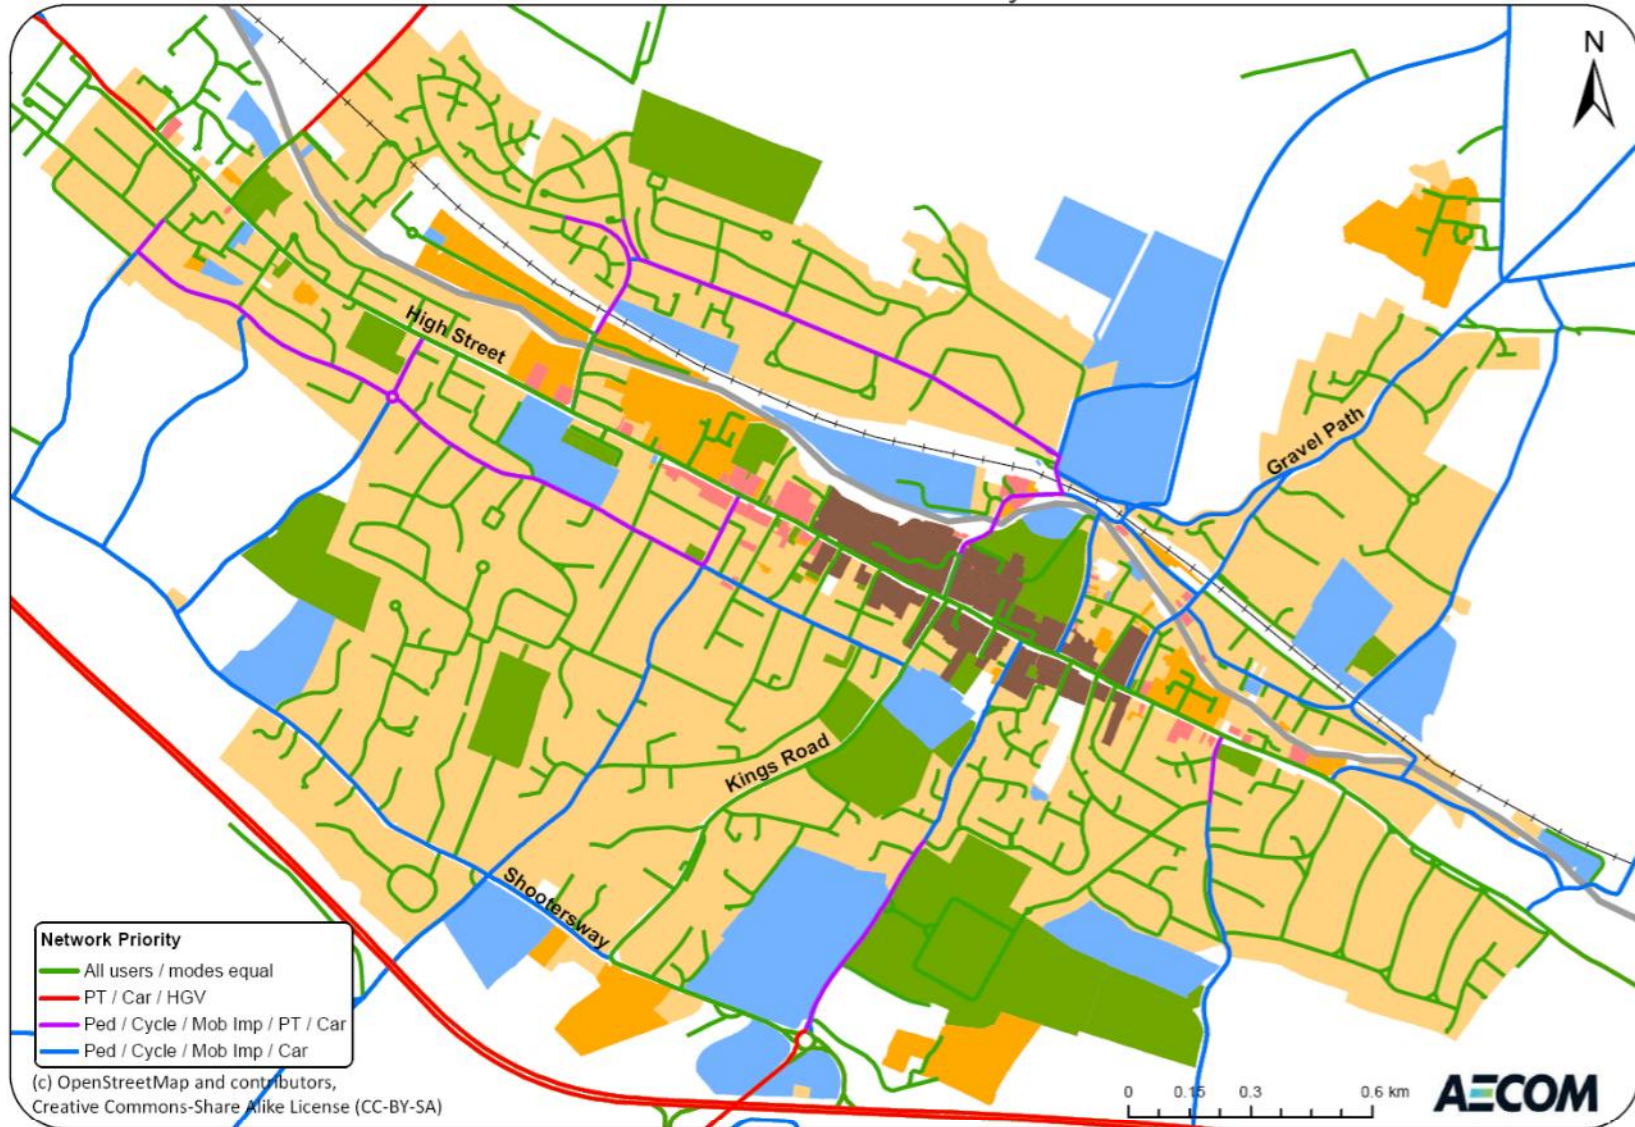 N
High Street
Gravel Path
Kings Road
Shootersway
Network Priority
All users / modes equal
PT / Car / HGV
Ped / Cycle / Mob Imp / PT / Car
Ped / Cycle / Mob Imp / Car
(c) OpenStreetMap and contributors,
Creative Commons-Share Alike License (CC-BY-SA)
0 0.15 0.3 0.6 km
AECOM